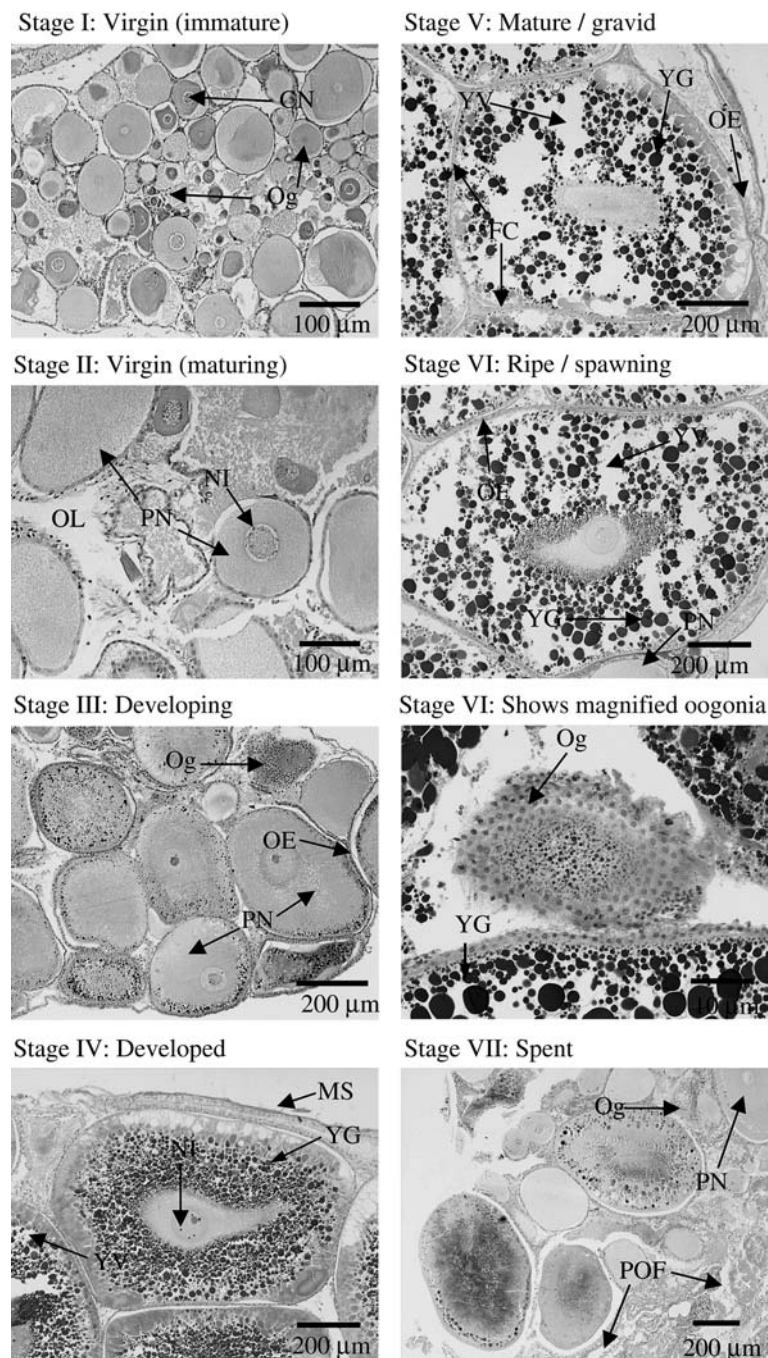 Stage I: Virgin (immature)
CN
Og
100 µm
Stage II: Virgin (maturing)
NI
OL
PN
100 µm
Stage III: Developing
Og
OE
PN
200 µm
Stage IV: Developed
MS
YG
NI
YV
200 µm
Stage V: Mature / gravid
YG
YV
OE
FC
200 µm
Stage VI: Ripe / spawning
YV
OE
YG
PN
200 µm
Stage VI: Shows magnified oogonia
Og
YG
10 µm
Stage VII: Spent
Og
PN
POF
200 µm